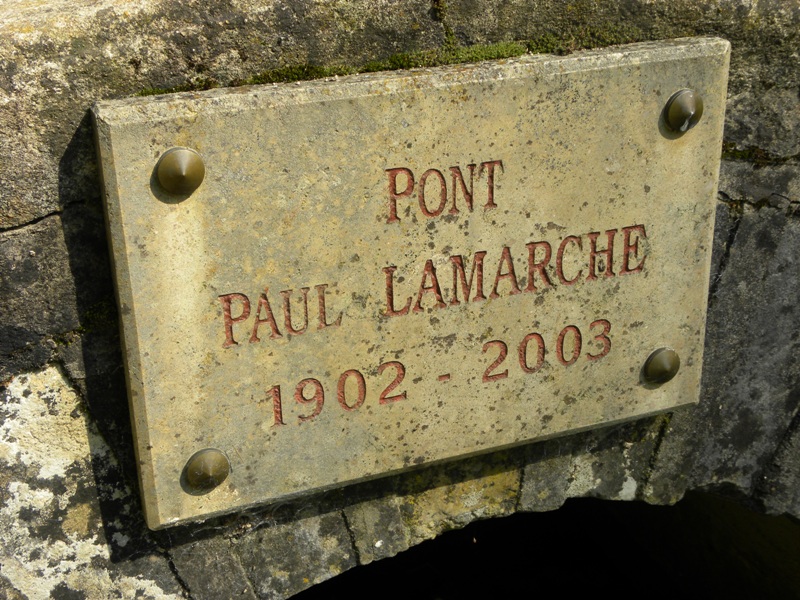 PONT
PAUL LAMARCHE
1902 - 2003